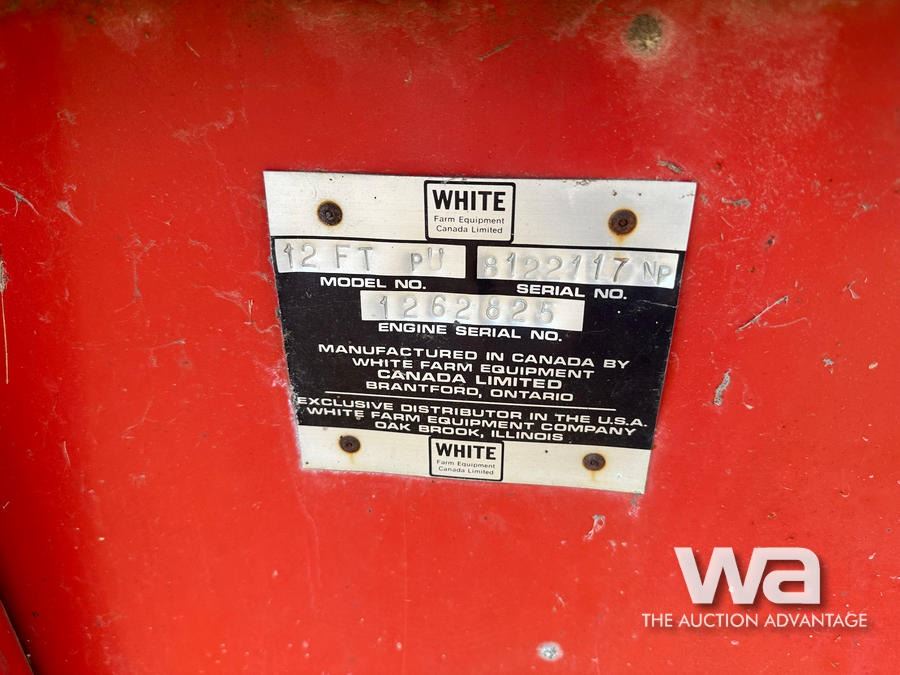 WHITE
Farm Equipment
Canada Limited
12 FT PU 8122117 NP
MODEL NO. SERIAL NO.
1262825
ENGINE SERIAL NO.
MANUFACTURED IN CANADA BY
WHITE FARM EQUIPMENT
CANADA LIMITED
BRANTFORD, ONTARIO
EXCLUSIVE DISTRIBUTOR IN THE U.S.A.
WHITE FARM EQUIPMENT COMPANY
OAK BROOK, ILLINOIS
WHITE
Farm Equipment
Canada Limited
wa
THE AUCTION ADVANTAGE